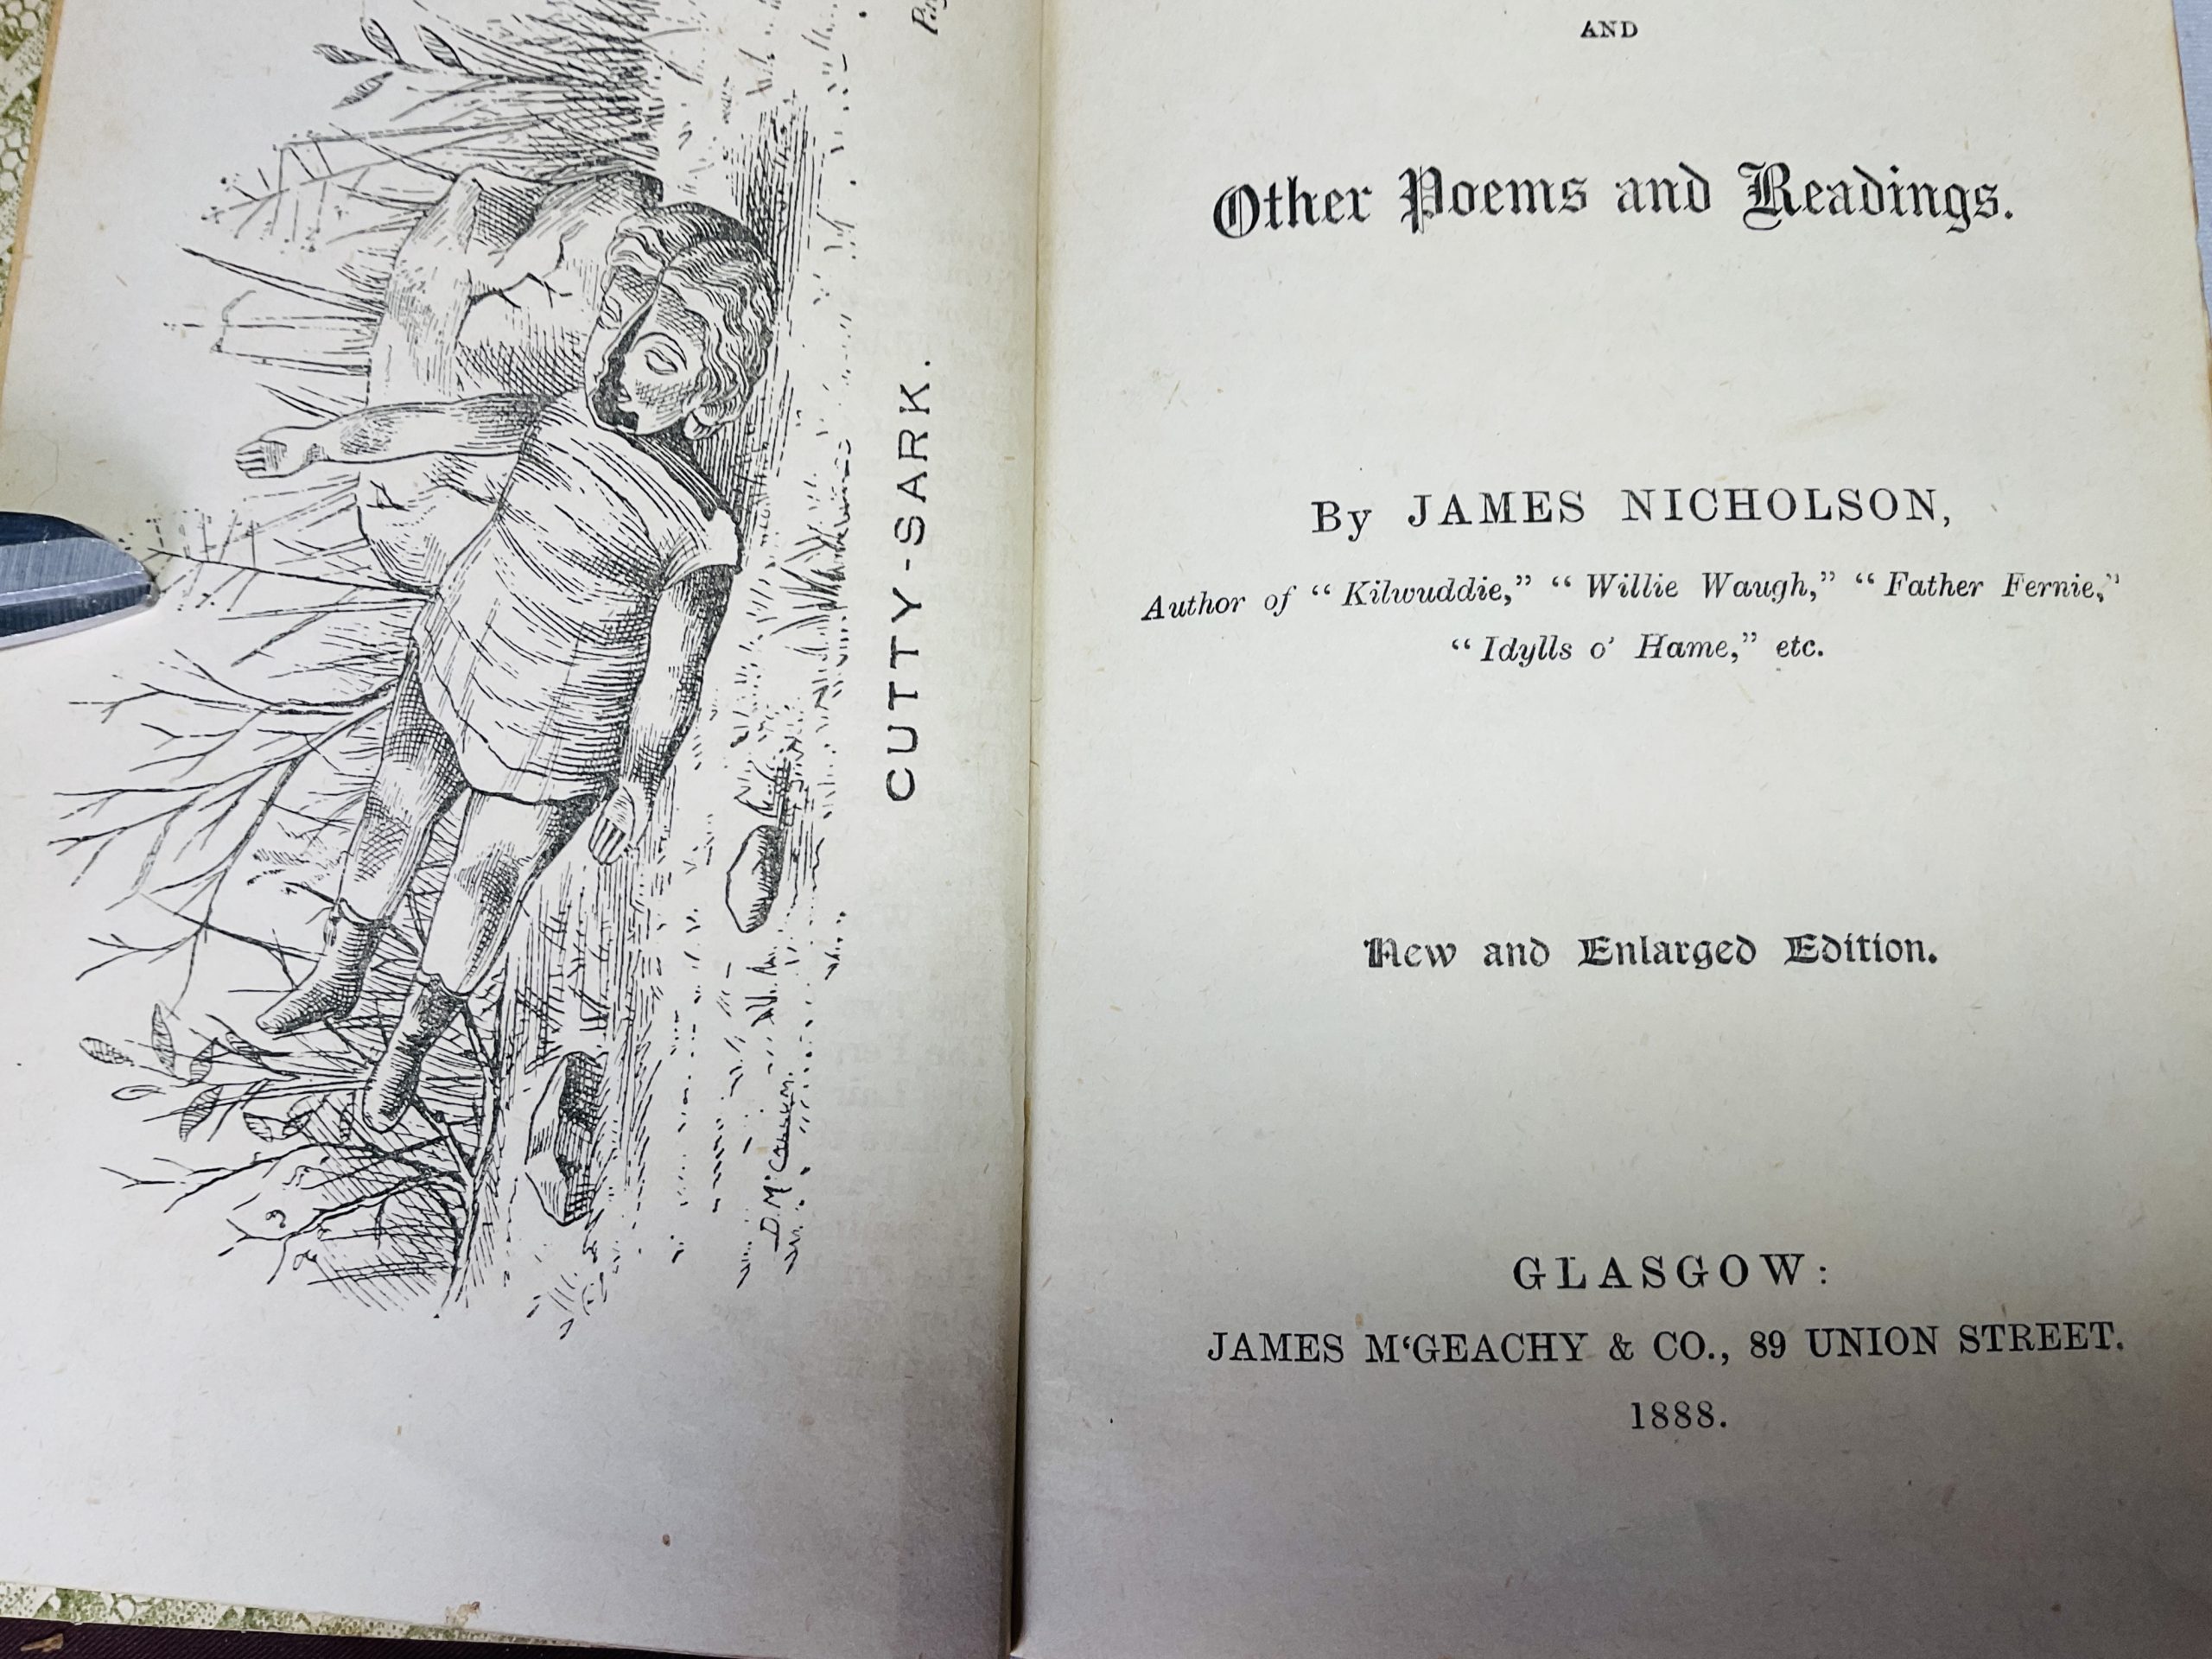 CUTTY-SARK.
AND
Other Poems and Readings.
By JAMES NICHOLSON,
Author of “Kilwuddie,” “Willie Waugh,” “Father Fernie,”
“Idylls o’ Hame,” etc.
New and Enlarged Edition.
GLASGOW:
JAMES M‘GEACHY & CO., 89 UNION STREET.
1888.